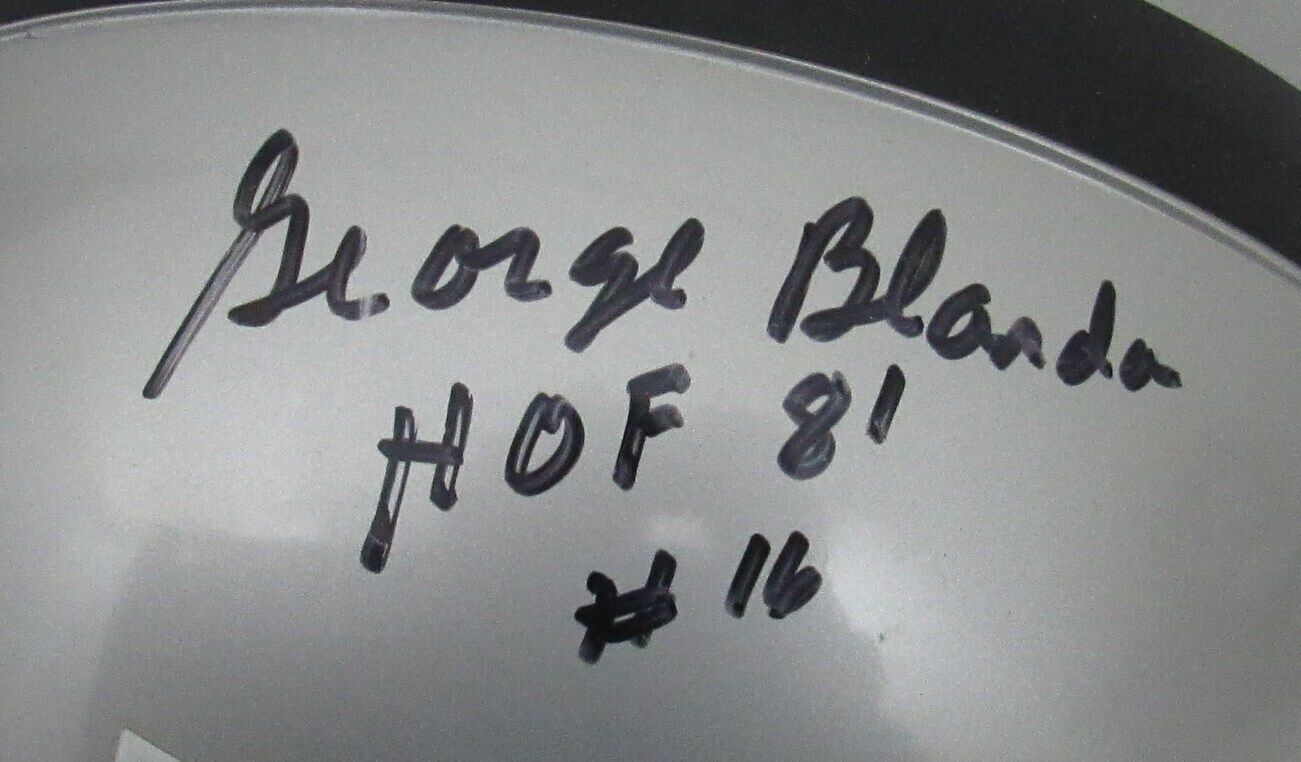 George Blanda
HOF 81
# 16